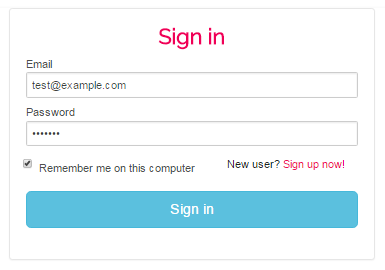 Sign in
Email
test@example.com
Password
•••••••
Remember me on this computer New user? Sign up now!
Sign in